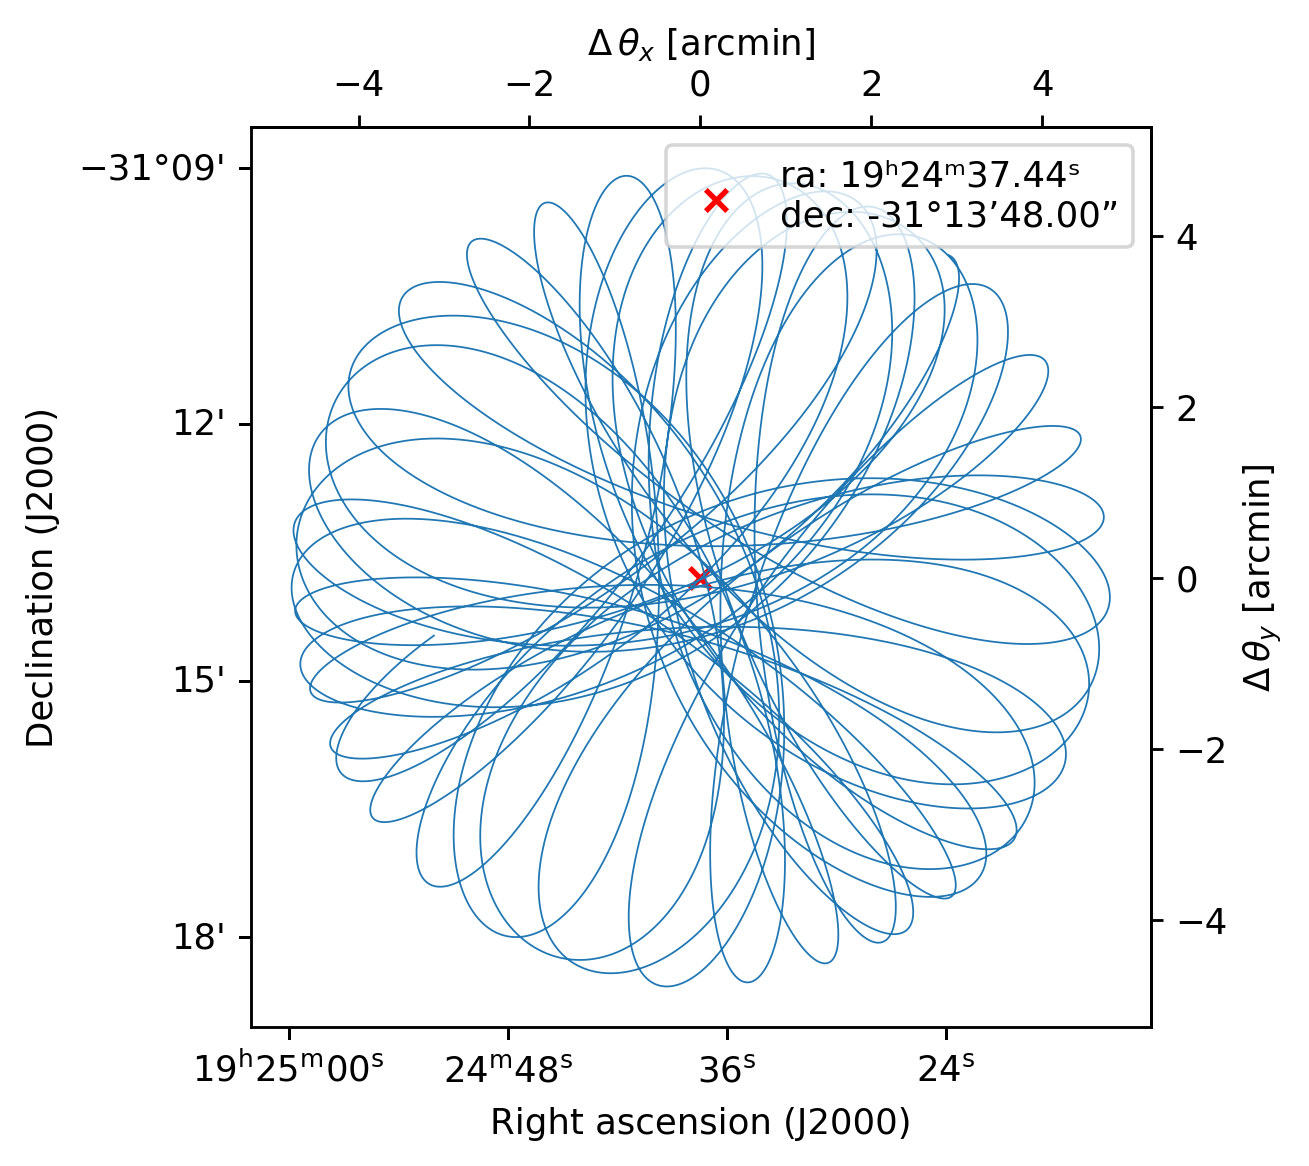 Δ θₓ [arcmin]
−4 −2 0 2 4
ra: 19ʰ24ᵐ37.44ˢ
dec: -31°13’48.00”
−31°09'
12'
15'
18'
Declination (J2000)
4
2
0
−2
−4
Δ θ_y [arcmin]
19ʰ25ᵐ00ˢ 24ᵐ48ˢ 36ˢ 24ˢ
Right ascension (J2000)